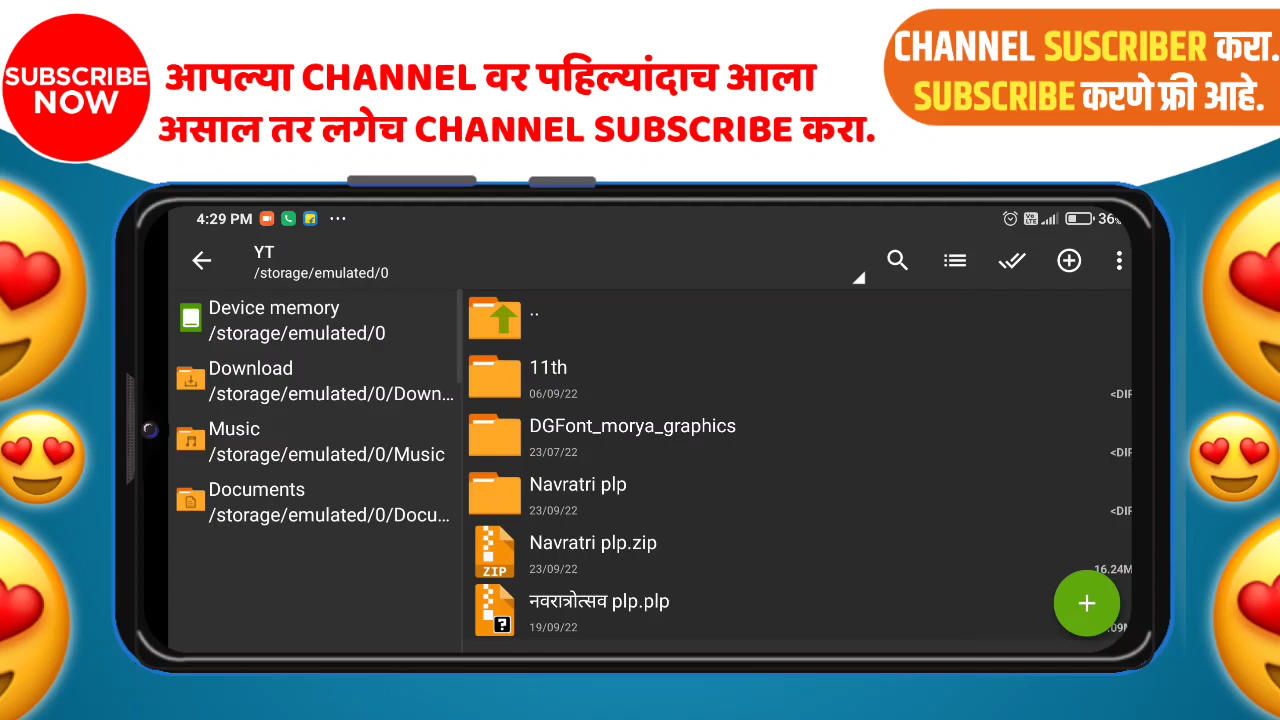 SUBSCRIBE
NOW
आपल्या CHANNEL वर पहिल्यांदाच आला
असाल तर लगेच CHANNEL SUBSCRIBE करा.
CHANNEL SUSCRIBER करा.
SUBSCRIBE करणे फ्री आहे.
4:29 PM
36
YT
/storage/emulated/0
Device memory
/storage/emulated/0
Download
/storage/emulated/0/Down...
Music
/storage/emulated/0/Music
Documents
/storage/emulated/0/Docu...
..
11th
06/09/22
<DIR
DGFont_morya_graphics
23/07/22
<DIR
Navratri plp
23/09/22
<DIR
Navratri plp.zip
ZIP
23/09/22
16.24M
नवरात्रोत्सव plp.plp
19/09/22